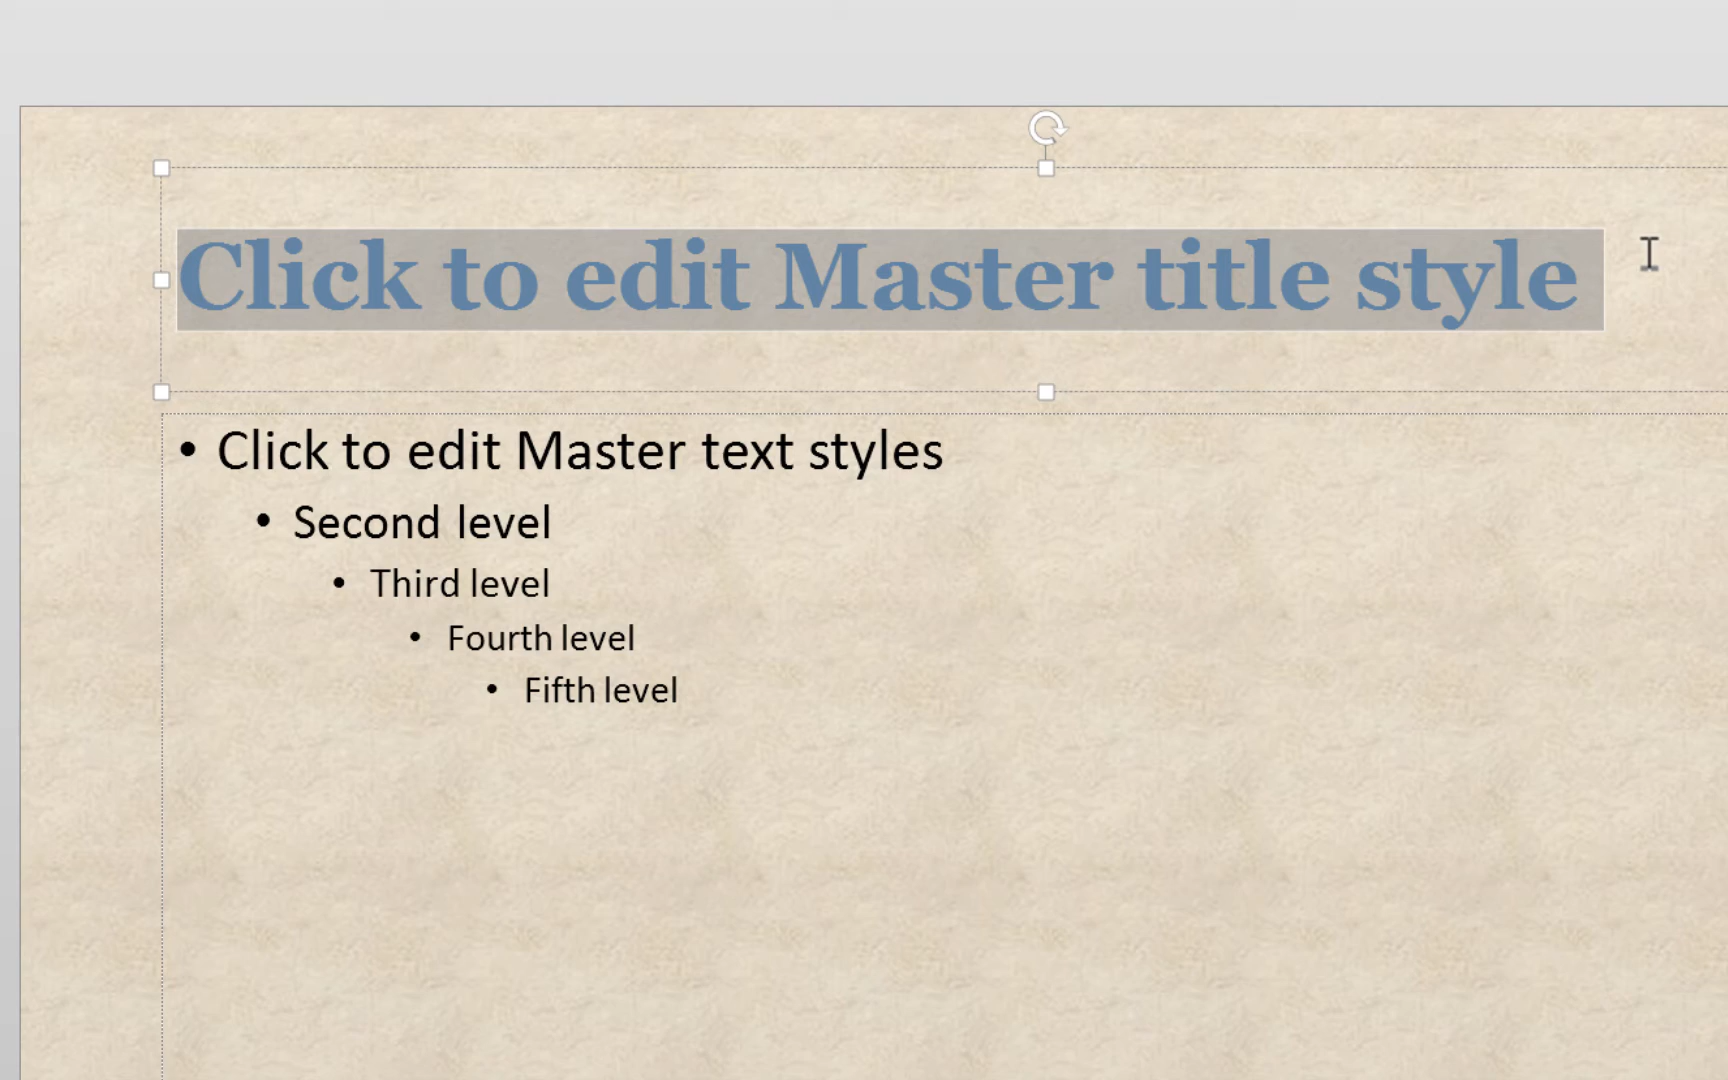 Click to edit Master title style
• Click to edit Master text styles
• Second level
• Third level
• Fourth level
• Fifth level